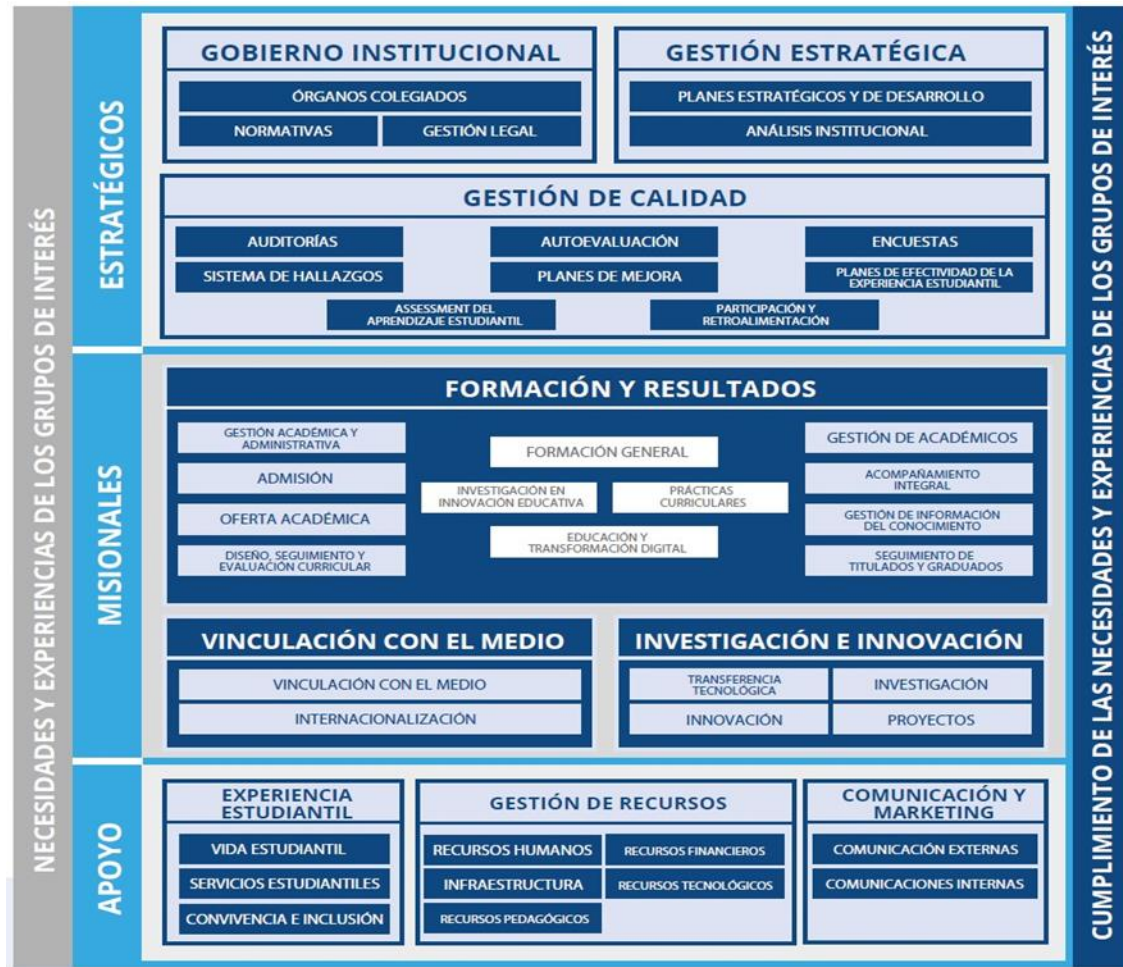 NECESIDADES Y EXPERIENCIAS DE LOS GRUPOS DE INTERÉS
ESTRATÉGICOS
GOBIERNO INSTITUCIONAL
ÓRGANOS COLEGIADOS
NORMATIVAS
GESTIÓN LEGAL
GESTIÓN ESTRATÉGICA
PLANES ESTRATÉGICOS Y DE DESARROLLO
ANÁLISIS INSTITUCIONAL
GESTIÓN DE CALIDAD
AUDITORÍAS
AUTOEVALUACIÓN
ENCUESTAS
SISTEMA DE HALLAZGOS
PLANES DE MEJORA
PLANES DE EFECTIVIDAD DE LA
EXPERIENCIA ESTUDIANTIL
ASSESSMENT DEL
APRENDIZAJE ESTUDIANTIL
PARTICIPACIÓN Y
RETROALIMENTACIÓN
MISIONALES
FORMACIÓN Y RESULTADOS
GESTIÓN ACADÉMICA Y
ADMINISTRATIVA
ADMISIÓN
OFERTA ACADÉMICA
DISEÑO, SEGUIMIENTO Y
EVALUACIÓN CURRICULAR
FORMACIÓN GENERAL
INVESTIGACIÓN EN
INNOVACIÓN EDUCATIVA
PRÁCTICAS
CURRICULARES
EDUCACIÓN Y
TRANSFORMACIÓN DIGITAL
GESTIÓN DE ACADÉMICOS
ACOMPAÑAMIENTO
INTEGRAL
GESTIÓN DE INFORMACIÓN
DEL CONOCIMIENTO
SEGUIMIENTO DE
TITULADOS Y GRADUADOS
VINCULACIÓN CON EL MEDIO
VINCULACIÓN CON EL MEDIO
INTERNACIONALIZACIÓN
INVESTIGACIÓN E INNOVACIÓN
TRANSFERENCIA
TECNOLÓGICA
INVESTIGACIÓN
INNOVACIÓN
PROYECTOS
APOYO
EXPERIENCIA
ESTUDIANTIL
VIDA ESTUDIANTIL
SERVICIOS ESTUDIANTILES
CONVIVENCIA E INCLUSIÓN
GESTIÓN DE RECURSOS
RECURSOS HUMANOS
RECURSOS FINANCIEROS
INFRAESTRUCTURA
RECURSOS TECNOLÓGICOS
RECURSOS PEDAGÓGICOS
COMUNICACIÓN Y
MARKETING
COMUNICACIÓN EXTERNAS
COMUNICACIONES INTERNAS
CUMPLIMIENTO DE LAS NECESIDADES Y EXPERIENCIAS DE LOS GRUPOS DE INTERÉS